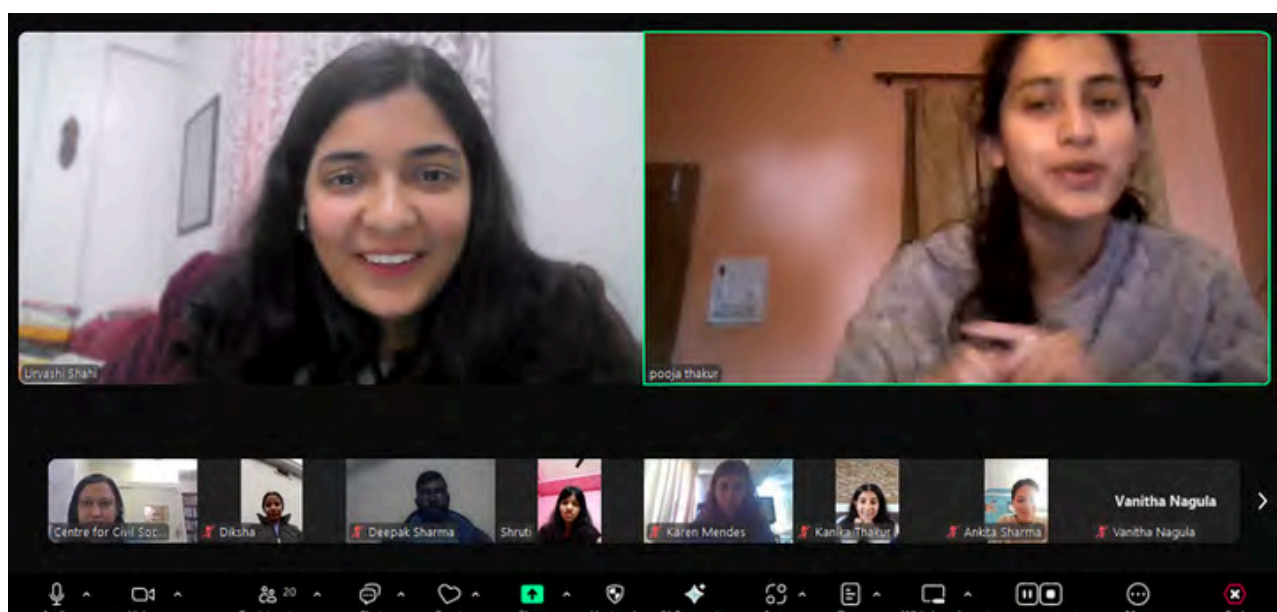 Urvashi Shahi
pooja thakur
Centre for Civil Soc...
Diksha
Deepak Sharma
Shruti
Karen Mendes
Kanika Thakur
Ankita Sharma
Vanitha Nagula
Vanitha Nagula
20